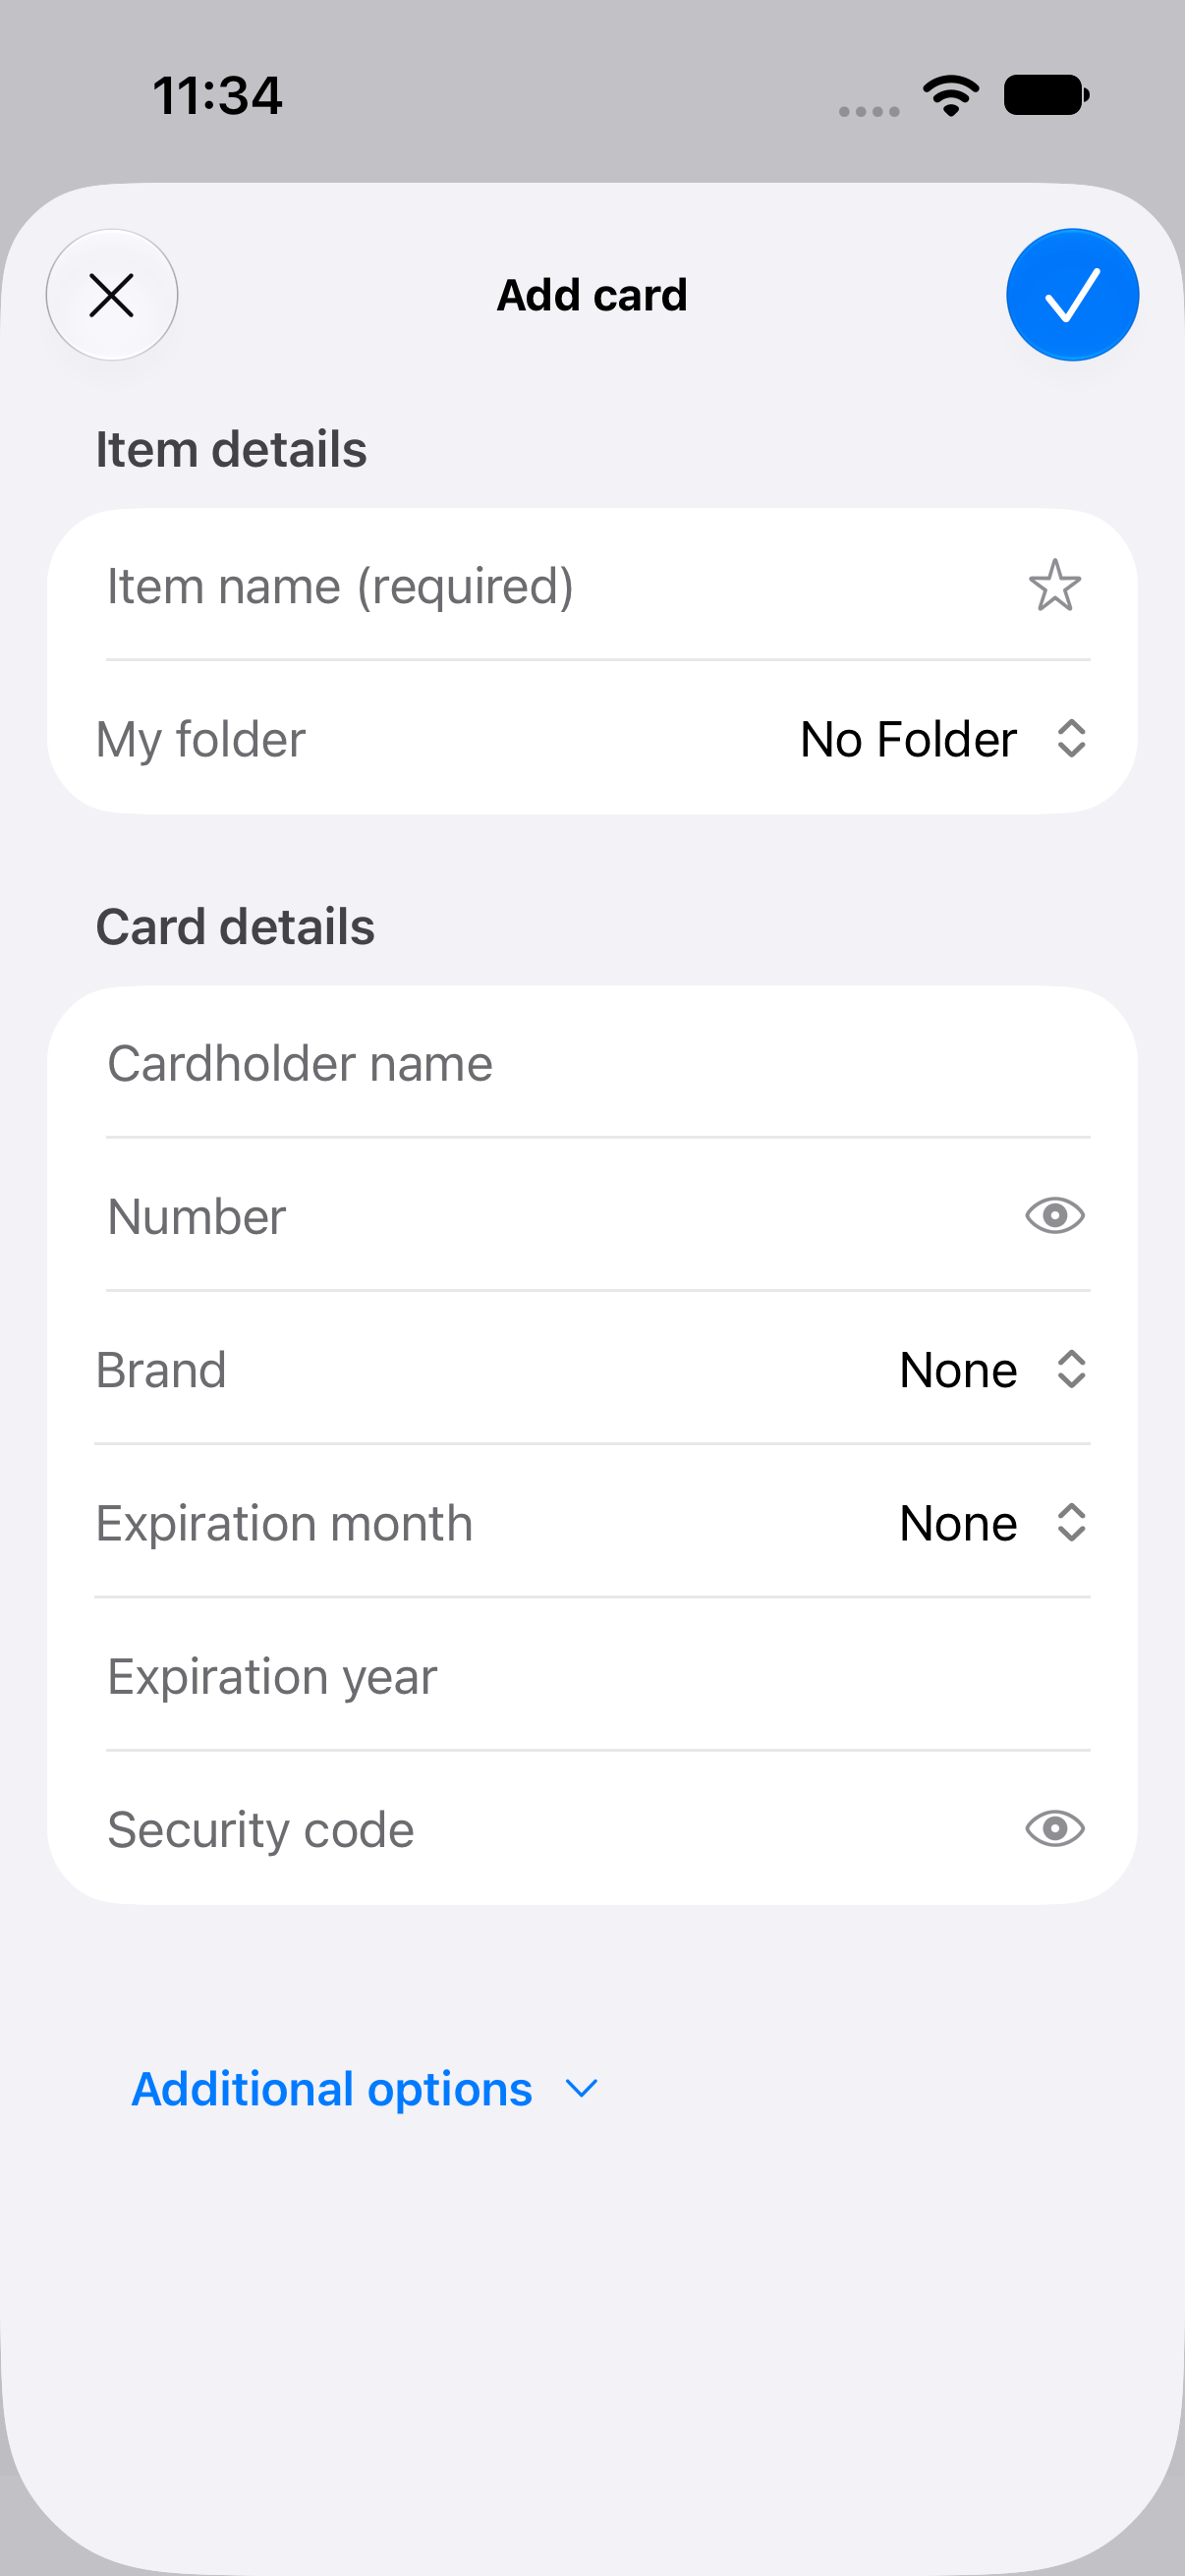 11:34
Add card
Item details
Item name (required)
My folder No Folder
Card details
Cardholder name
Number
Brand None
Expiration month None
Expiration year
Security code
Additional options